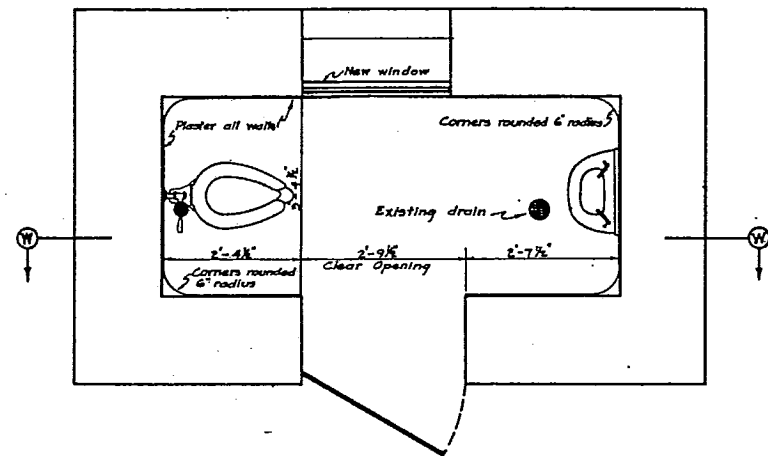 New window
Plaster all walls
Corners rounded 6" radius
2'-4½"
Existing drain
W
W
2'-4½"
2'-9½"
2'-7½"
Clear Opening
Corners rounded
6" radius